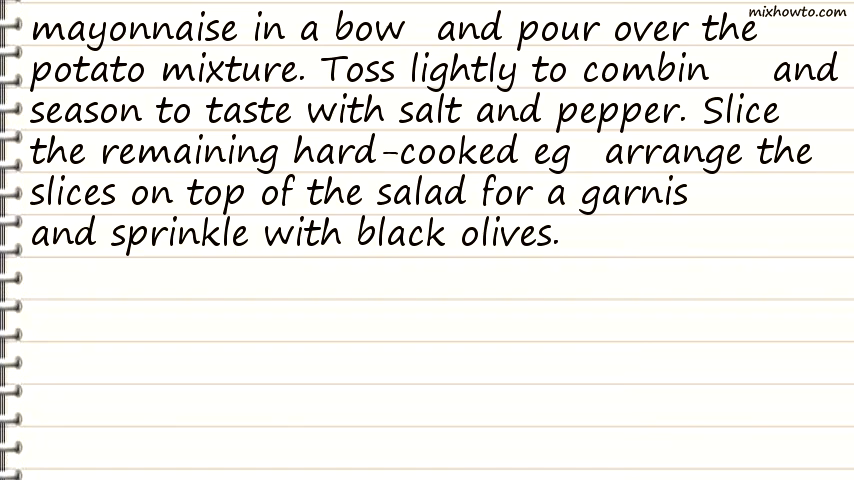 mixhowto.com
mayonnaise in a bow and pour over the
potato mixture. Toss lightly to combin and
season to taste with salt and pepper. Slice
the remaining hard-cooked eg arrange the
slices on top of the salad for a garnis
and sprinkle with black olives.